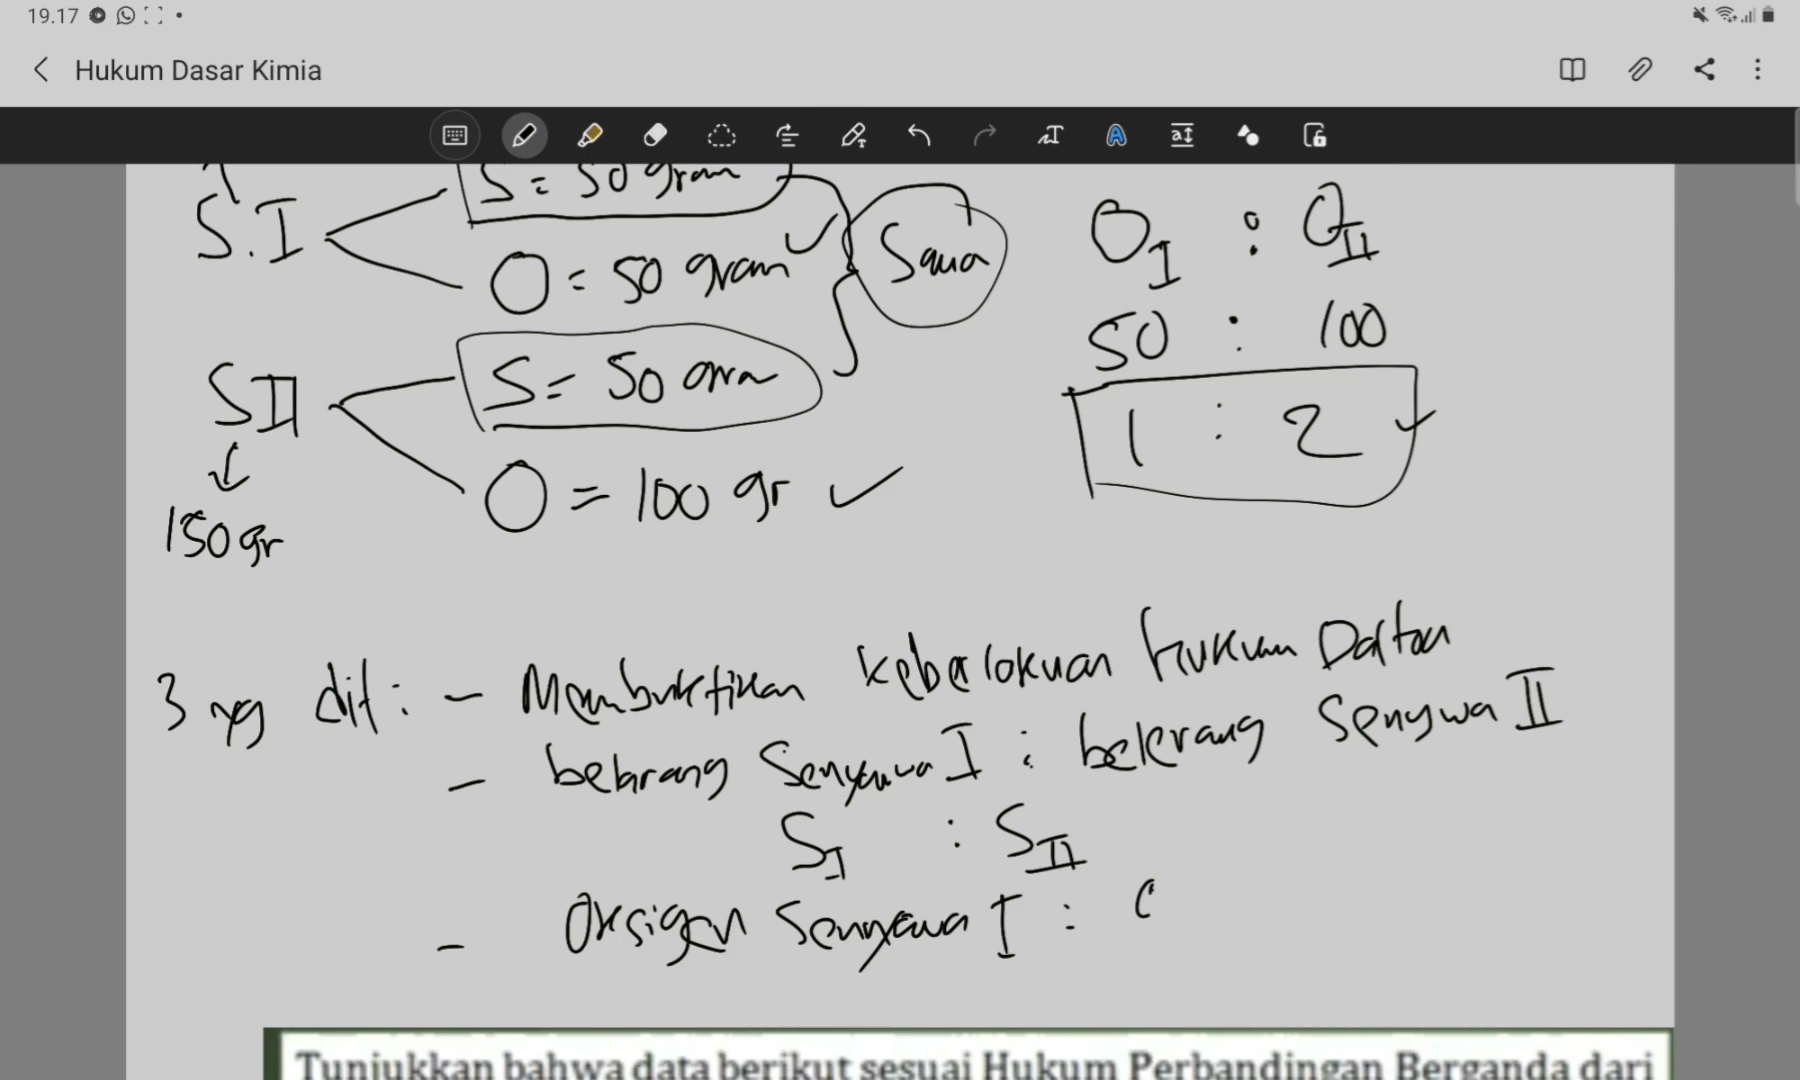 19.17
Hukum Dasar Kimia
S = 50 gram
S.I
O = 50 gram
Sama
O I : O II
50 : 100
1 : 2
S = 50 gram
S II
O = 100 gr
150 gr
3 yg dit : - Membuktikan keberlakuan hukum Dalton
- belerang Senyawa I : belerang Senyawa II
S I : S II
- Oksigen Senyawa I :
Tunjukkan bahwa data berikut sesuai Hukum Perbandingan Berganda dari